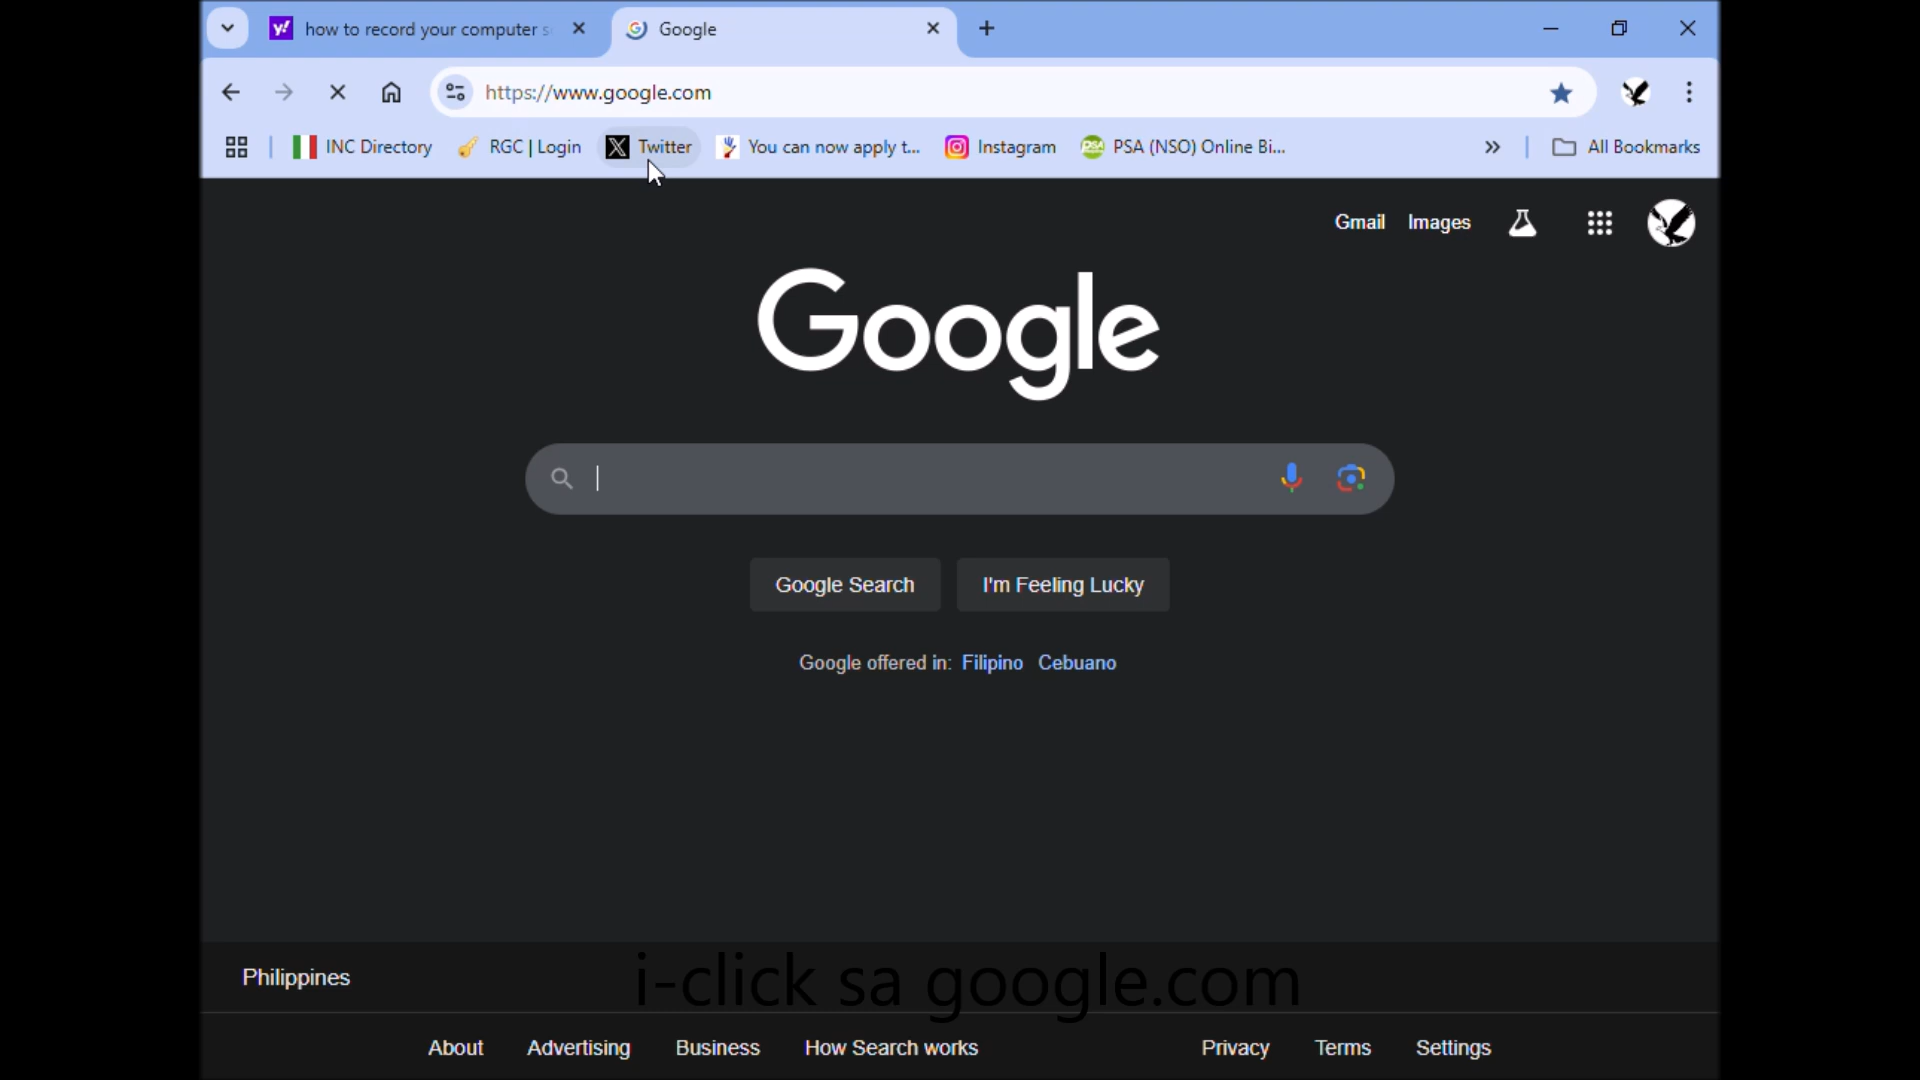 how to record your computer s
Google
https://www.google.com
INC Directory
RGC | Login
Twitter
You can now apply t...
Instagram
PSA (NSO) Online Bi...
All Bookmarks
Gmail
Images
Google
Google Search
I'm Feeling Lucky
Google offered in: Filipino Cebuano
Philippines
i-click sa google.com
About
Advertising
Business
How Search works
Privacy
Terms
Settings